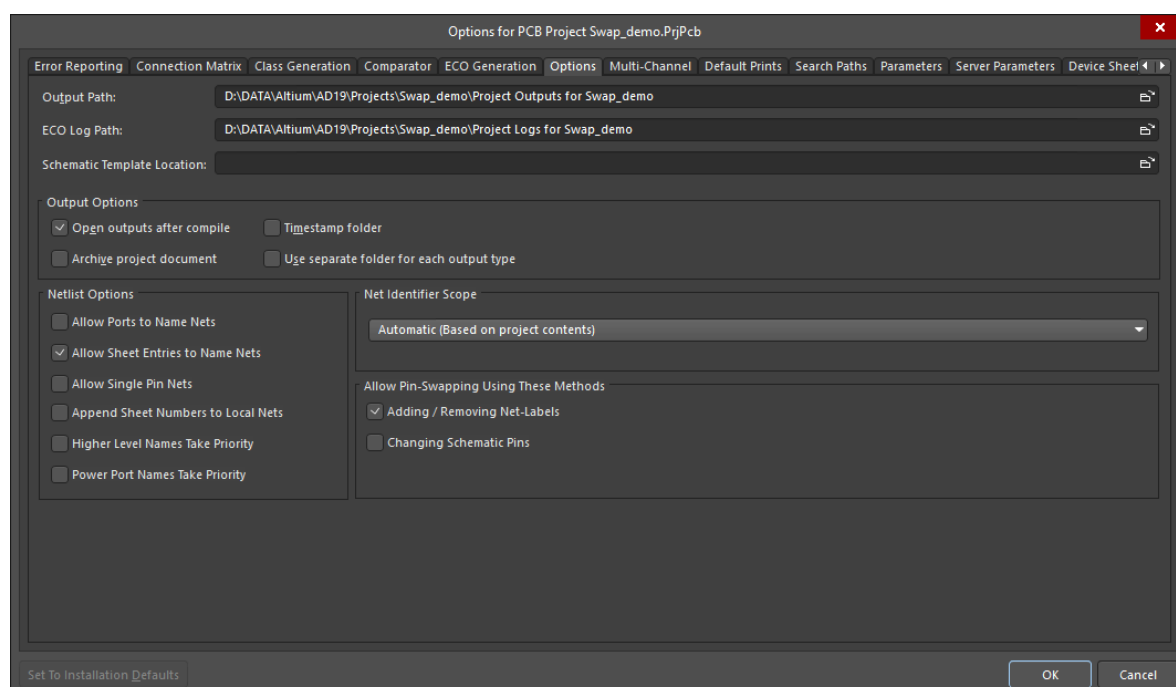 Options for PCB Project Swap_demo.PrjPcb
Error Reporting Connection Matrix Class Generation Comparator ECO Generation Options Multi-Channel Default Prints Search Paths Parameters Server Parameters Device Sheet
Output Path: D:\DATA\Altium\AD19\Projects\Swap_demo\Project Outputs for Swap_demo
ECO Log Path: D:\DATA\Altium\AD19\Projects\Swap_demo\Project Logs for Swap_demo
Schematic Template Location:
Output Options
Open outputs after compile Timestamp folder
Archive project document Use separate folder for each output type
Netlist Options Net Identifier Scope
Allow Ports to Name Nets
Automatic (Based on project contents)
Allow Sheet Entries to Name Nets
Allow Single Pin Nets Allow Pin-Swapping Using These Methods
Append Sheet Numbers to Local Nets Adding / Removing Net-Labels
Higher Level Names Take Priority Changing Schematic Pins
Power Port Names Take Priority
Set To Installation Defaults OK Cancel